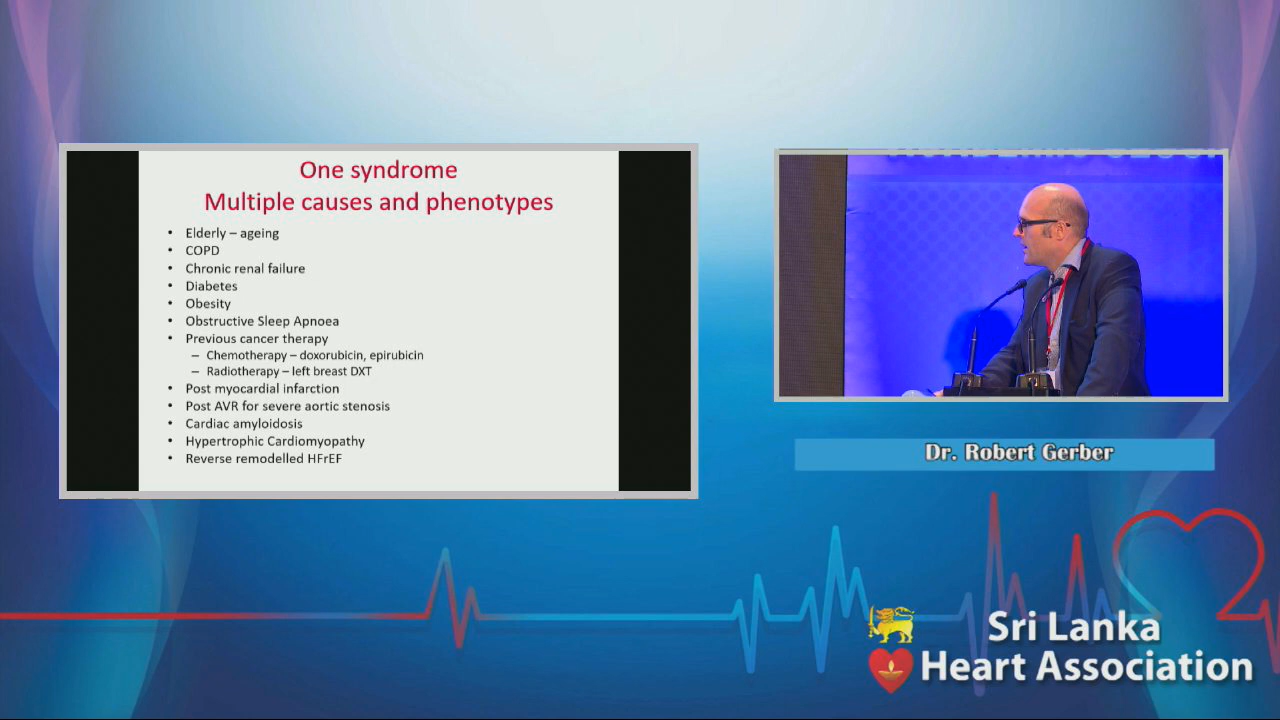 One syndrome
Multiple causes and phenotypes
• Elderly – ageing
• COPD
• Chronic renal failure
• Diabetes
• Obesity
• Obstructive Sleep Apnoea
• Previous cancer therapy
– Chemotherapy – doxorubicin, epirubicin
– Radiotherapy – left breast DXT
• Post myocardial infarction
• Post AVR for severe aortic stenosis
• Cardiac amyloidosis
• Hypertrophic Cardiomyopathy
• Reverse remodelled HFrEF
Dr. Robert Gerber
Sri Lanka
Heart Association